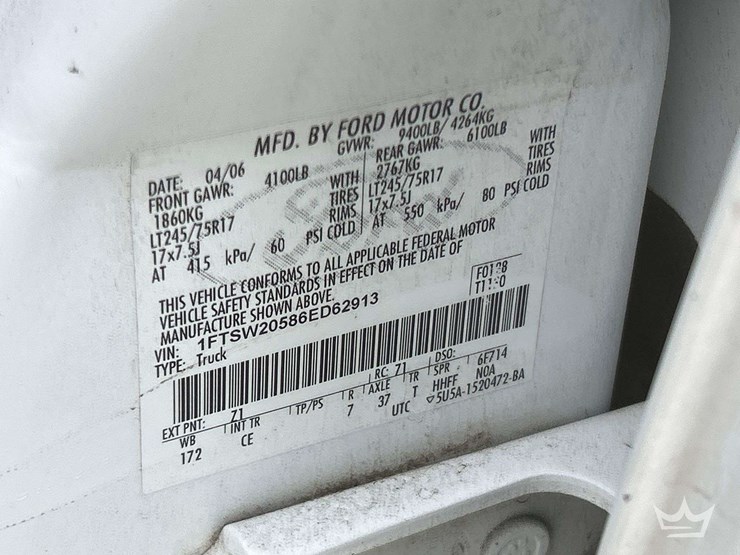 MFD. BY FORD MOTOR CO.
DATE: 04/06 GVWR: 9400LB/ 4264KG
FRONT GAWR: 4100LB REAR GAWR: 6100LB
1860KG WITH 2767KG WITH
LT245/75R17 TIRES LT245/75R17 TIRES
17x7.5J RIMS 17x7.5J RIMS
AT 415 kPa/ 60 PSI COLD AT 550 kPa/ 80 PSI COLD
THIS VEHICLE CONFORMS TO ALL APPLICABLE FEDERAL MOTOR
VEHICLE SAFETY STANDARDS IN EFFECT ON THE DATE OF
MANUFACTURE SHOWN ABOVE.
VIN: 1FTSW20586ED62913
TYPE: Truck
EXT PNT: Z1 RC: 71 DSO: 6F714
WB INT TR TP/PS R AXLE TR SPR NOA
172 CE 7 37 T HHFF
UTC ▽5U5A-1520472-BA